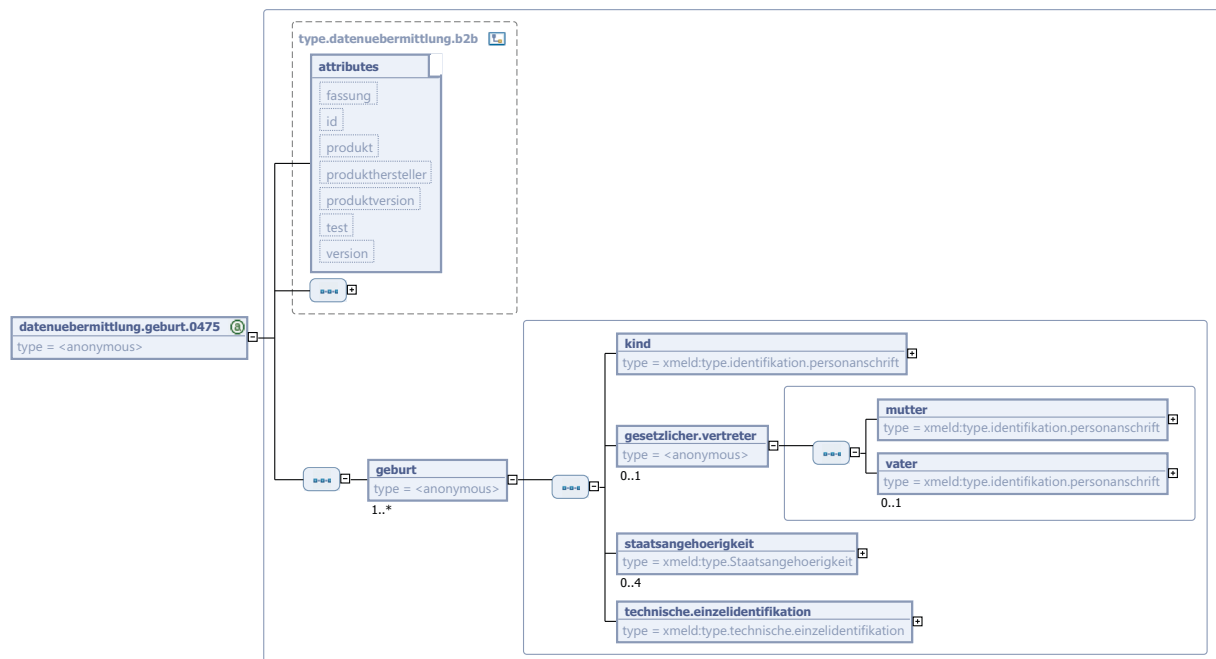 type.datenuebermittlung.b2b
attributes
fassung
id
produkt
produkthersteller
produktversion
test
version
datenuebermittlung.geburt.0475
type = <anonymous>
geburt
type = <anonymous>
1..*
kind
type = xmeld:type.identifikation.personanschrift
gesetzlicher.vertreter
type = <anonymous>
0..1
mutter
type = xmeld:type.identifikation.personanschrift
vater
type = xmeld:type.identifikation.personanschrift
0..1
staatsangehoerigkeit
type = xmeld:type.Staatsangehoerigkeit
0..4
technische.einzelidentifikation
type = xmeld:type.technische.einzelidentifikation